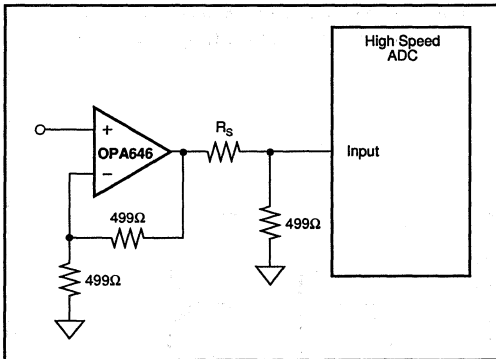 High Speed
ADC
+
OPA646
−
R_S
Input
499Ω
499Ω
499Ω